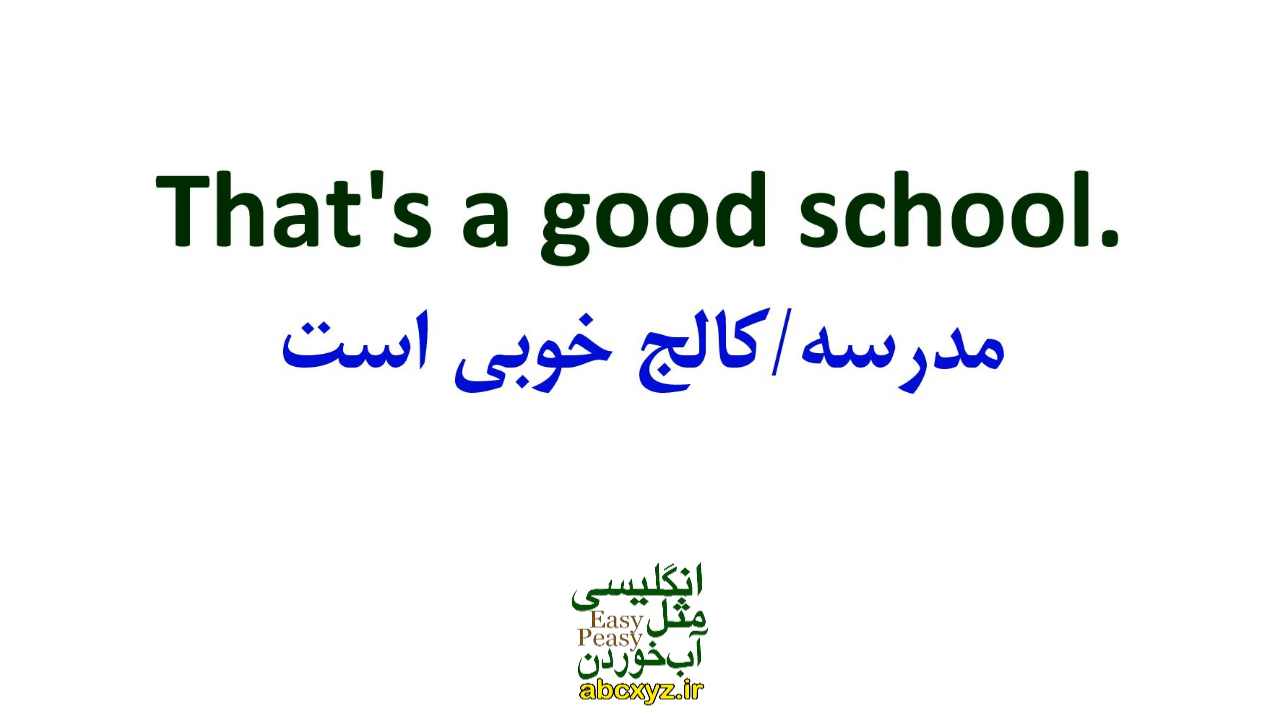 That's a good school.
مدرسه/کالج خوبی است
انگلیسی
مثل
Easy
Peasy
آب‌خوردن
abcxyz.ir